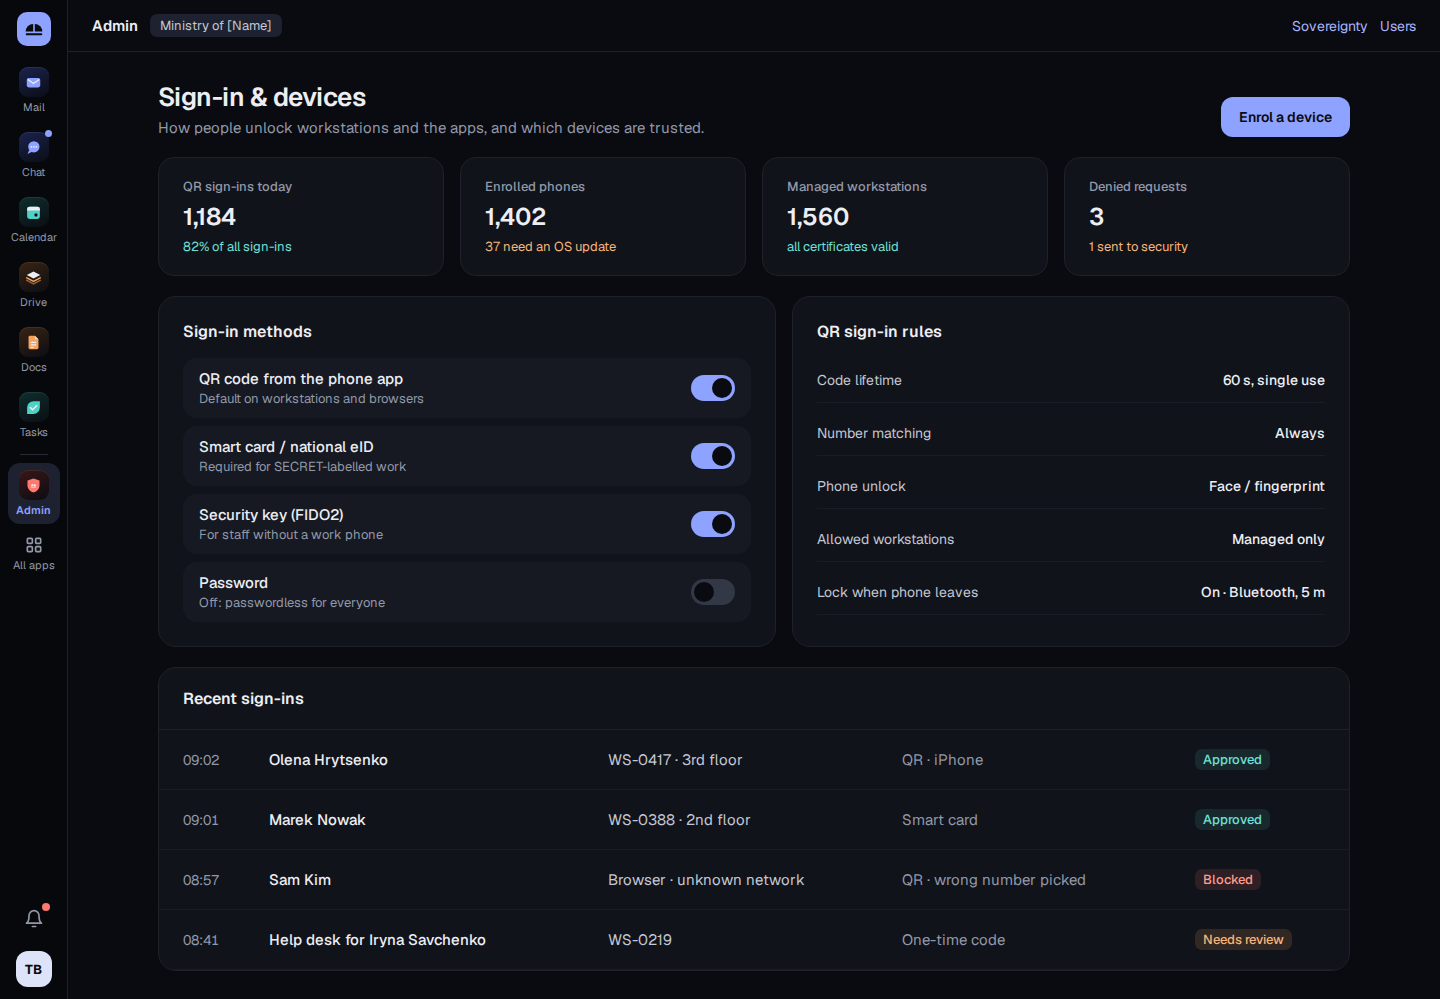 Admin
Ministry of [Name]
Sovereignty
Users
Mail
Chat
Calendar
Drive
Docs
Tasks
Admin
All apps
TB
Sign-in & devices
How people unlock workstations and the apps, and which devices are trusted.
Enrol a device
QR sign-ins today
1,184
82% of all sign-ins
Enrolled phones
1,402
37 need an OS update
Managed workstations
1,560
all certificates valid
Denied requests
3
1 sent to security
Sign-in methods
QR code from the phone app
Default on workstations and browsers
Smart card / national eID
Required for SECRET-labelled work
Security key (FIDO2)
For staff without a work phone
Password
Off: passwordless for everyone
QR sign-in rules
Code lifetime 60 s, single use
Number matching Always
Phone unlock Face / fingerprint
Allowed workstations Managed only
Lock when phone leaves On · Bluetooth, 5 m
Recent sign-ins
09:02 Olena Hrytsenko WS-0417 · 3rd floor QR · iPhone Approved
09:01 Marek Nowak WS-0388 · 2nd floor Smart card Approved
08:57 Sam Kim Browser · unknown network QR · wrong number picked Blocked
08:41 Help desk for Iryna Savchenko WS-0219 One-time code Needs review